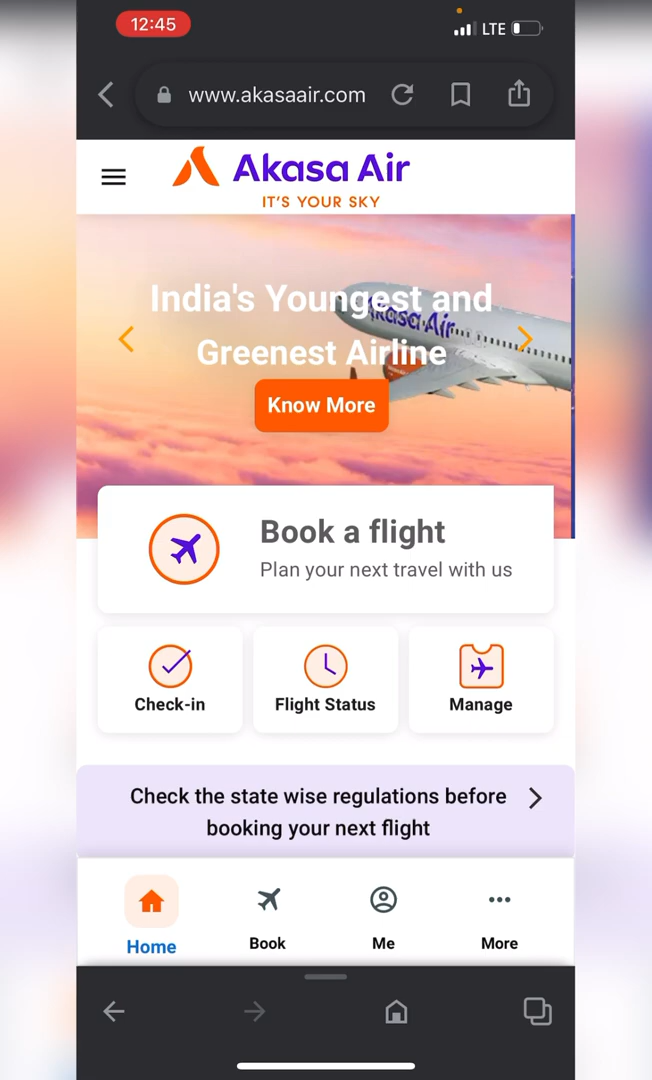 12:45
LTE
www.akasaair.com
Akasa Air
IT'S YOUR SKY
India's Youngest and
Akasa Air
Greenest Airline
Know More
Book a flight
Plan your next travel with us
Check-in
Flight Status
Manage
Check the state wise regulations before
booking your next flight
Home
Book
Me
More